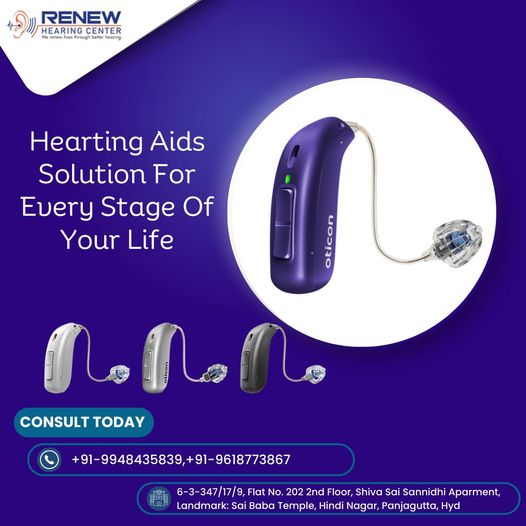 RENEW
HEARING CENTER
We renew lives through better hearing
Hearting Aids
Solution For
Every Stage Of
Your Life
oticon
oticon
CONSULT TODAY
+91-9948435839,+91-9618773867
6-3-347/17/9, Flat No. 202 2nd Floor, Shiva Sai Sannidhi Aparment,
Landmark: Sai Baba Temple, Hindi Nagar, Panjagutta, Hyd